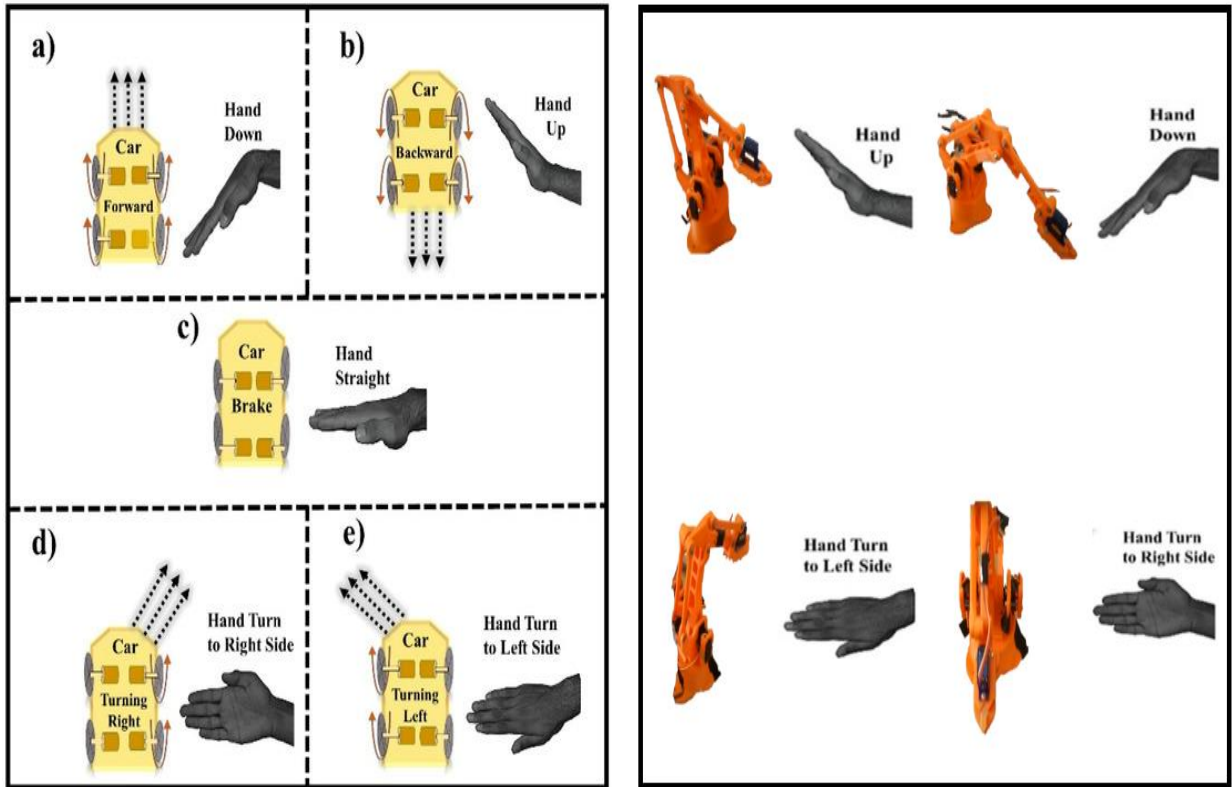 a)
Car
Forward
Hand
Down
b)
Car
Backward
Hand
Up
c)
Car
Brake
Hand
Straight
d)
Car
Turning
Right
Hand Turn
to Right Side
e)
Car
Turning
Left
Hand Turn
to Left Side
Hand
Up
Hand
Down
Hand Turn
to Left Side
Hand Turn
to Right Side